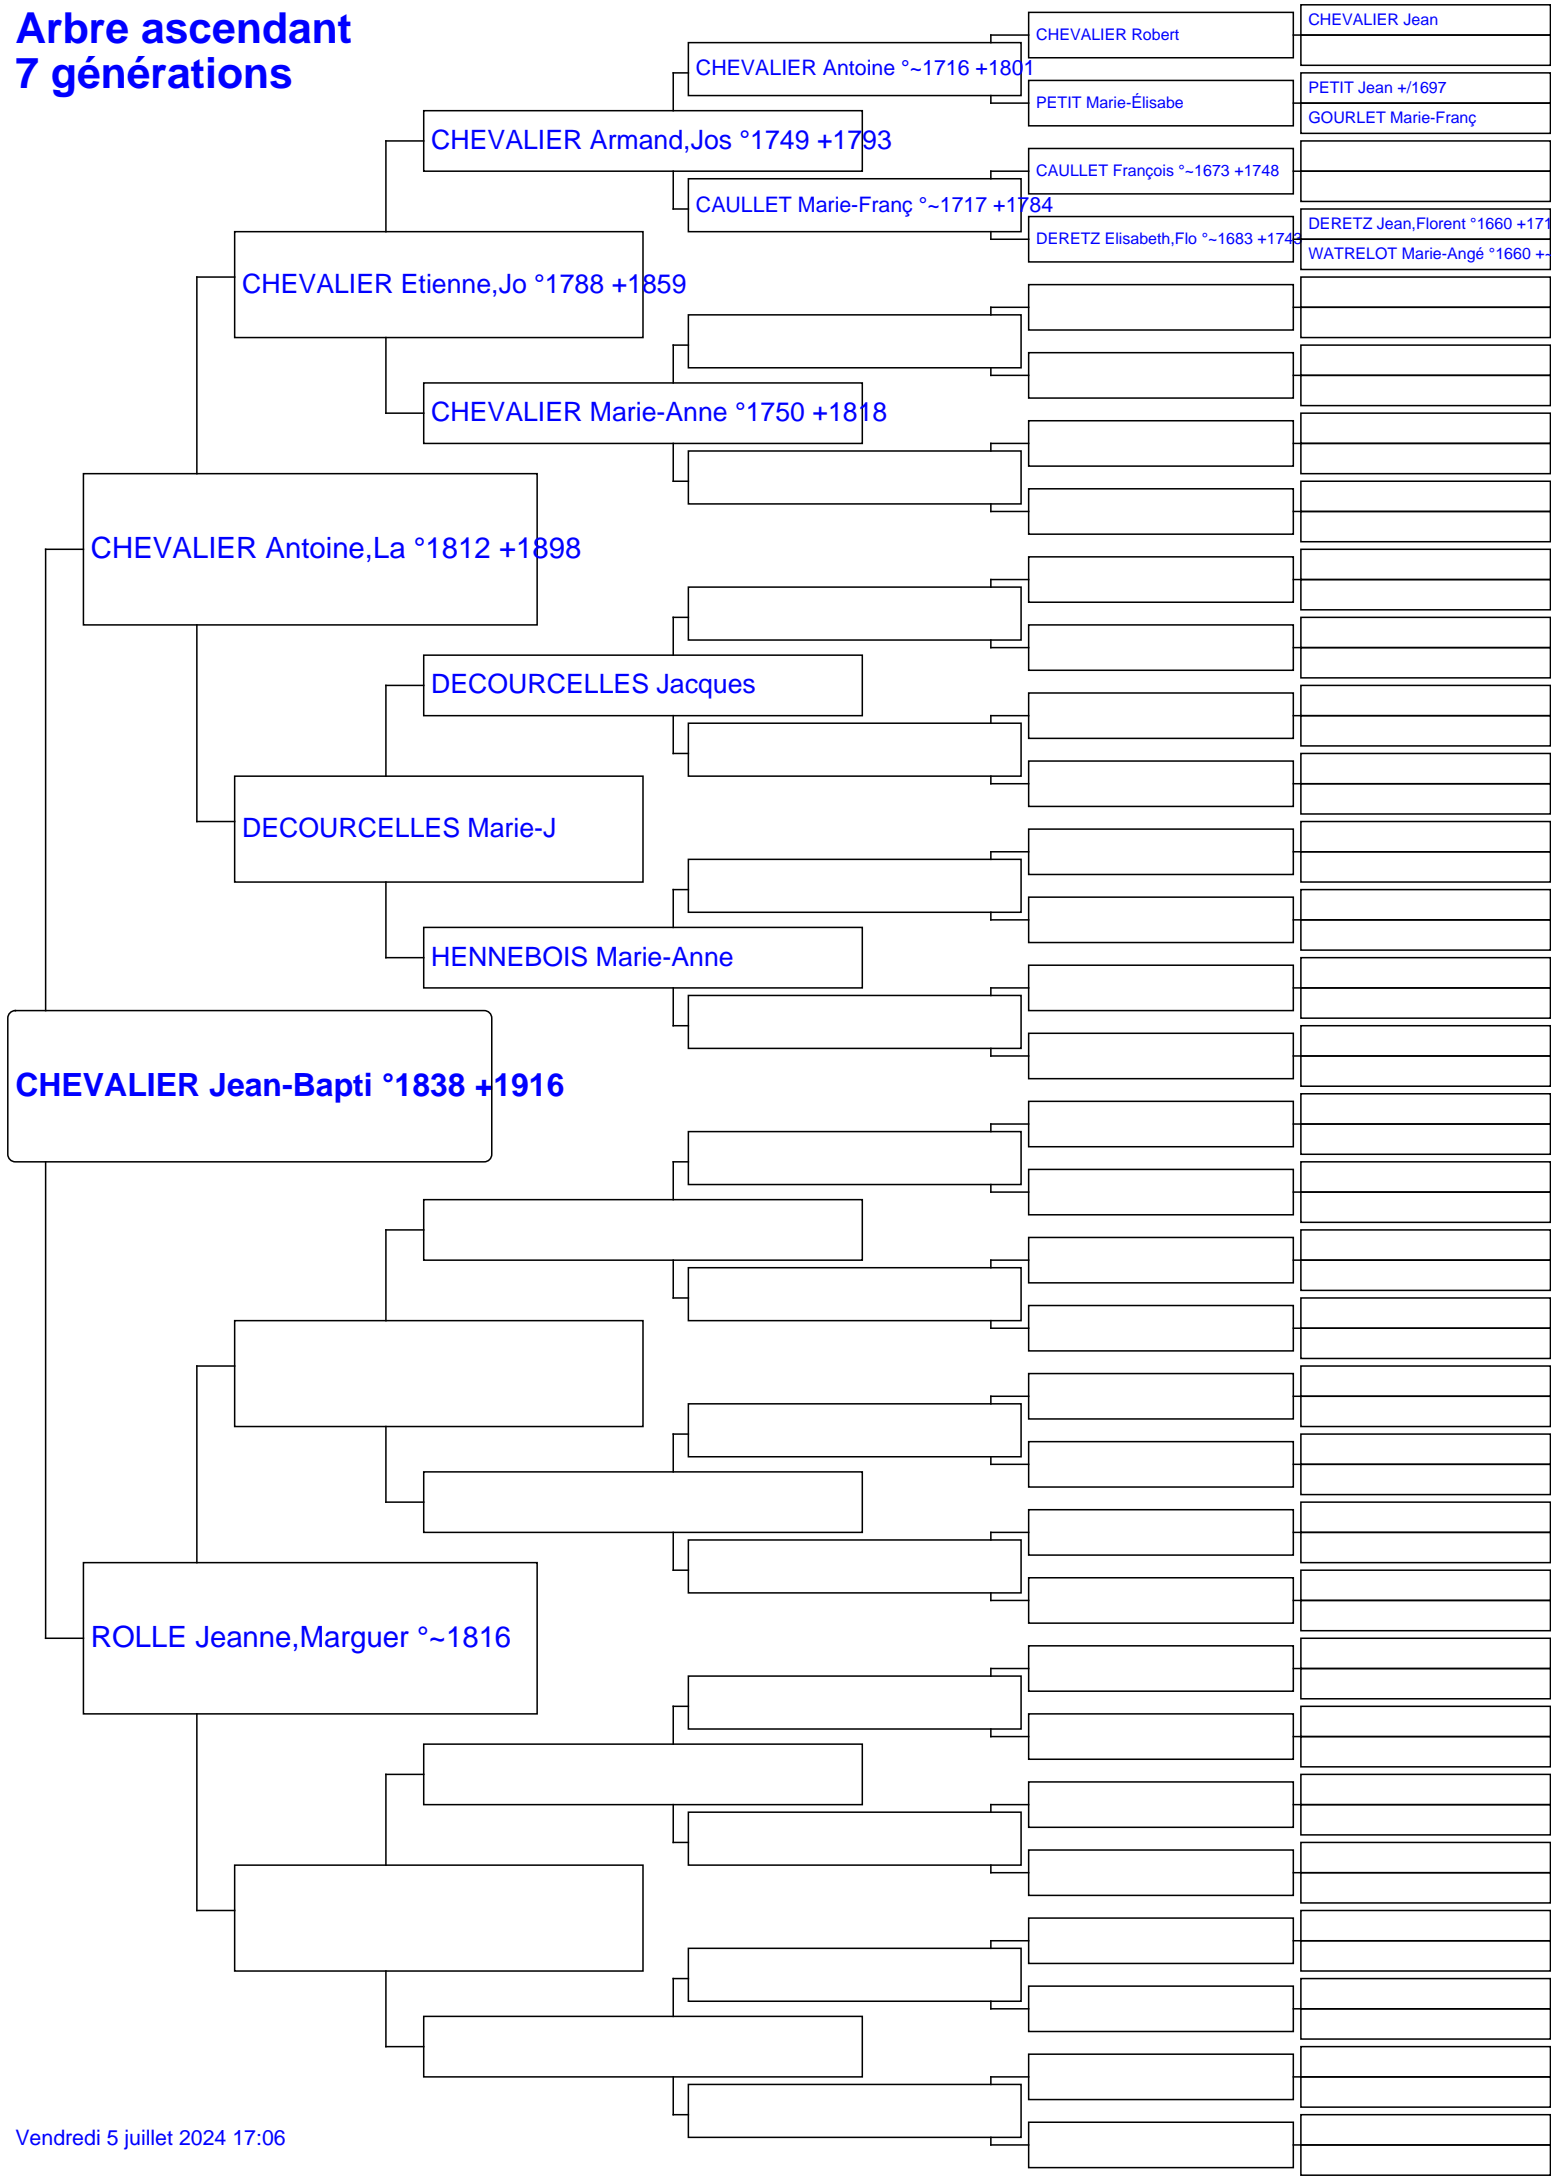 Arbre ascendant
7 générations
CHEVALIER Jean-Bapti °1838 +1916
CHEVALIER Antoine,La °1812 +1898
ROLLE Jeanne,Marguer °~1816
CHEVALIER Etienne,Jo °1788 +1859
DECOURCELLES Marie-J
CHEVALIER Armand,Jos °1749 +1793
CHEVALIER Marie-Anne °1750 +1818
DECOURCELLES Jacques
HENNEBOIS Marie-Anne
CHEVALIER Antoine °~1716 +1801
CAULLET Marie-Franç °~1717 +1784
CHEVALIER Robert
PETIT Marie-Élisabe
CAULLET François °~1673 +1748
DERETZ Elisabeth,Flo °~1683 +1743
CHEVALIER Jean
PETIT Jean +/1697
GOURLET Marie-Franç
DERETZ Jean,Florent °1660 +171
WATRELOT Marie-Angé °1660 +~
Vendredi 5 juillet 2024 17:06